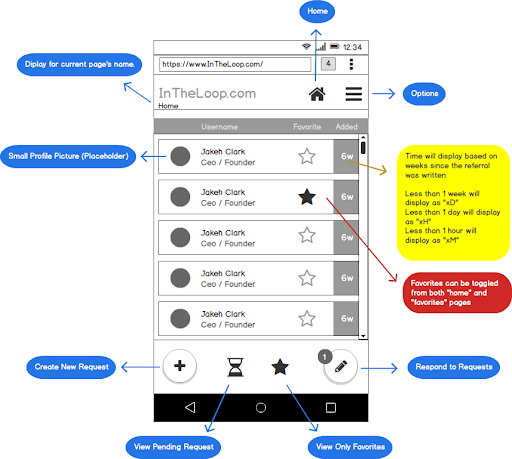 Home
12:34
Diplay for current page's name.
https://www.InTheLoop.com/
4
InTheLoop.com
Home
Options
Username Favorite Added
Small Profile Picture (Placeholder)
Jakeh Clark
Ceo / Founder
6w
Jakeh Clark
Ceo / Founder
6w
Jakeh Clark
Ceo / Founder
6w
Jakeh Clark
Ceo / Founder
6w
Jakeh Clark
Ceo / Founder
6w
Time will display based on
weeks since the referral
was written.
Less than 1 week will
display as "xD"
Less than 1 day will display
as "xH"
Less than 1 hour will
display as "xM"
Favorites can be toggled
from both "home" and
"favorites" pages
Create New Request
1
Respond to Requests
View Pending Request
View Only Favorites